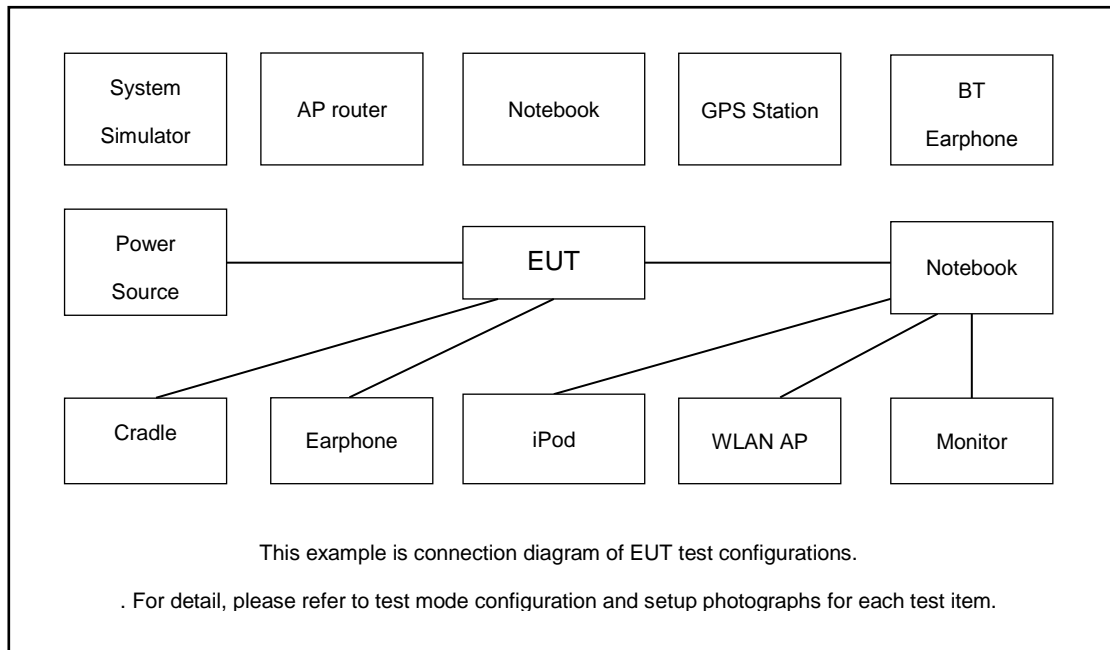 System
Simulator
AP router
Notebook
GPS Station
BT
Earphone
Power
Source
EUT
Notebook
Cradle
Earphone
iPod
WLAN AP
Monitor
This example is connection diagram of EUT test configurations.
. For detail, please refer to test mode configuration and setup photographs for each test item.